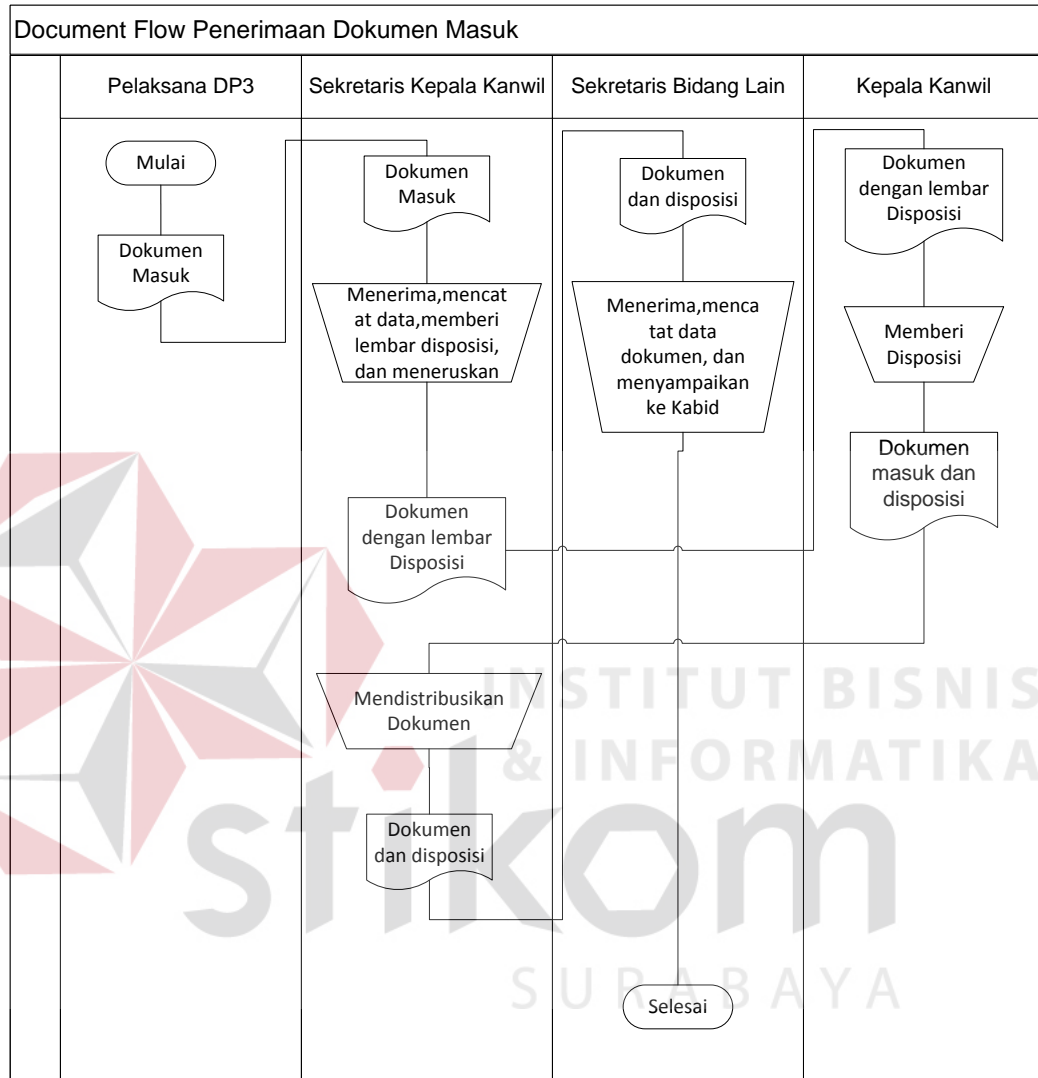 Document Flow Penerimaan Dokumen Masuk
Pelaksana DP3
Sekretaris Kepala Kanwil
Sekretaris Bidang Lain
Kepala Kanwil
Mulai
Dokumen
Masuk
Dokumen
Masuk
Menerima,mencat
at data,memberi
lembar disposisi,
dan meneruskan
Dokumen
dengan lembar
Disposisi
Mendistribusikan
Dokumen
Dokumen
dan disposisi
Dokumen
dan disposisi
Menerima,menca
tat data
dokumen, dan
menyampaikan
ke Kabid
Selesai
Dokumen
dengan lembar
Disposisi
Memberi
Disposisi
Dokumen
masuk dan
disposisi
INSTITUT BISNIS
& INFORMATIKA
stikom
SURABAYA